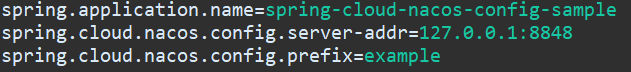 spring.application.name=spring-cloud-nacos-config-sample
spring.cloud.nacos.config.server-addr=127.0.0.1:8848
spring.cloud.nacos.config.prefix=example